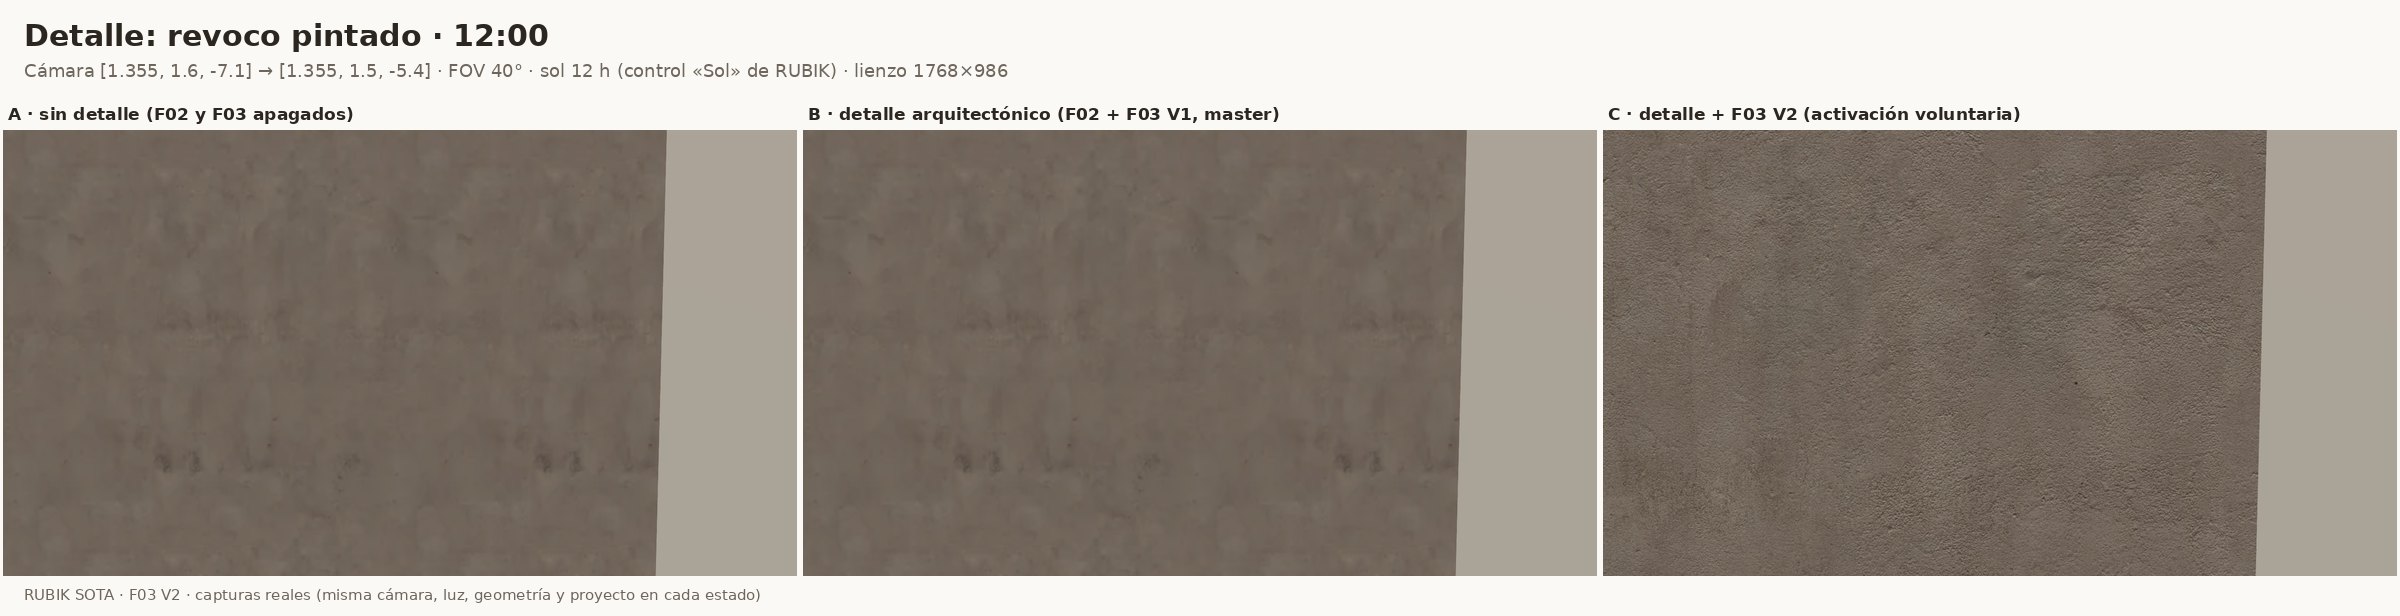 Detalle: revoco pintado · 12:00
Cámara [1.355, 1.6, -7.1] → [1.355, 1.5, -5.4] · FOV 40° · sol 12 h (control «Sol» de RUBIK) · lienzo 1768×986
A · sin detalle (F02 y F03 apagados)
B · detalle arquitectónico (F02 + F03 V1, master)
C · detalle + F03 V2 (activación voluntaria)
RUBIK SOTA · F03 V2 · capturas reales (misma cámara, luz, geometría y proyecto en cada estado)